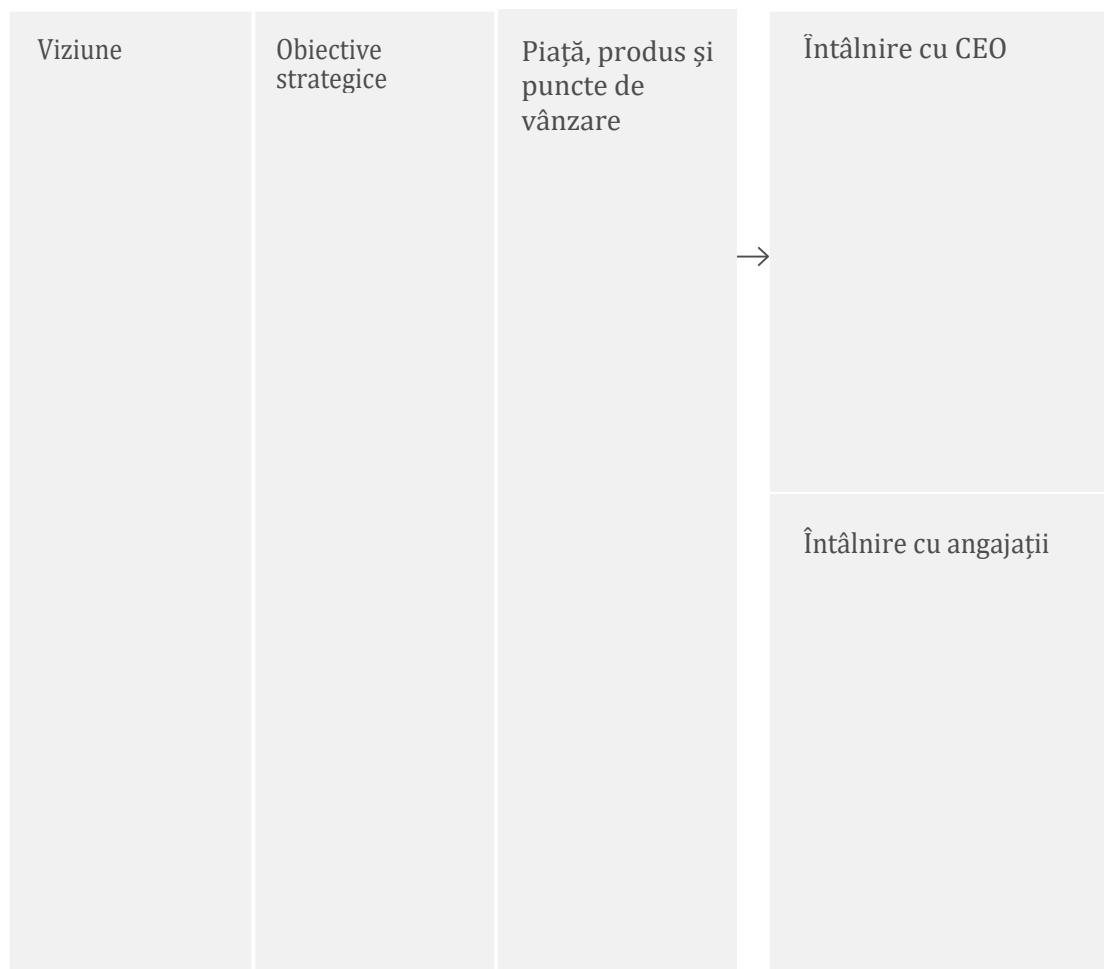 Viziune
Obiective
strategice
Piață, produs și
puncte de
vânzare
Întâlnire cu CEO
Întâlnire cu angajații